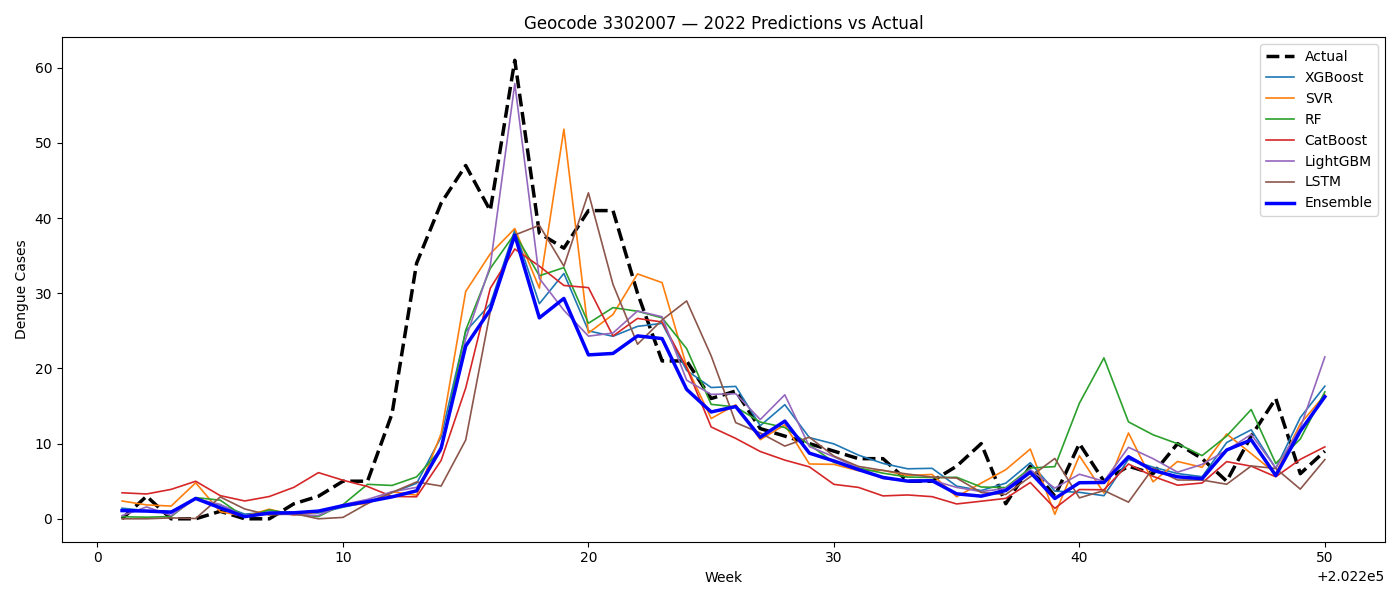 Geocode 3302007 — 2022 Predictions vs Actual
Dengue Cases
60
50
40
30
20
10
0
Actual
XGBoost
SVR
RF
CatBoost
LightGBM
LSTM
Ensemble
0 10 20 30 40 50
Week
+2.022e5